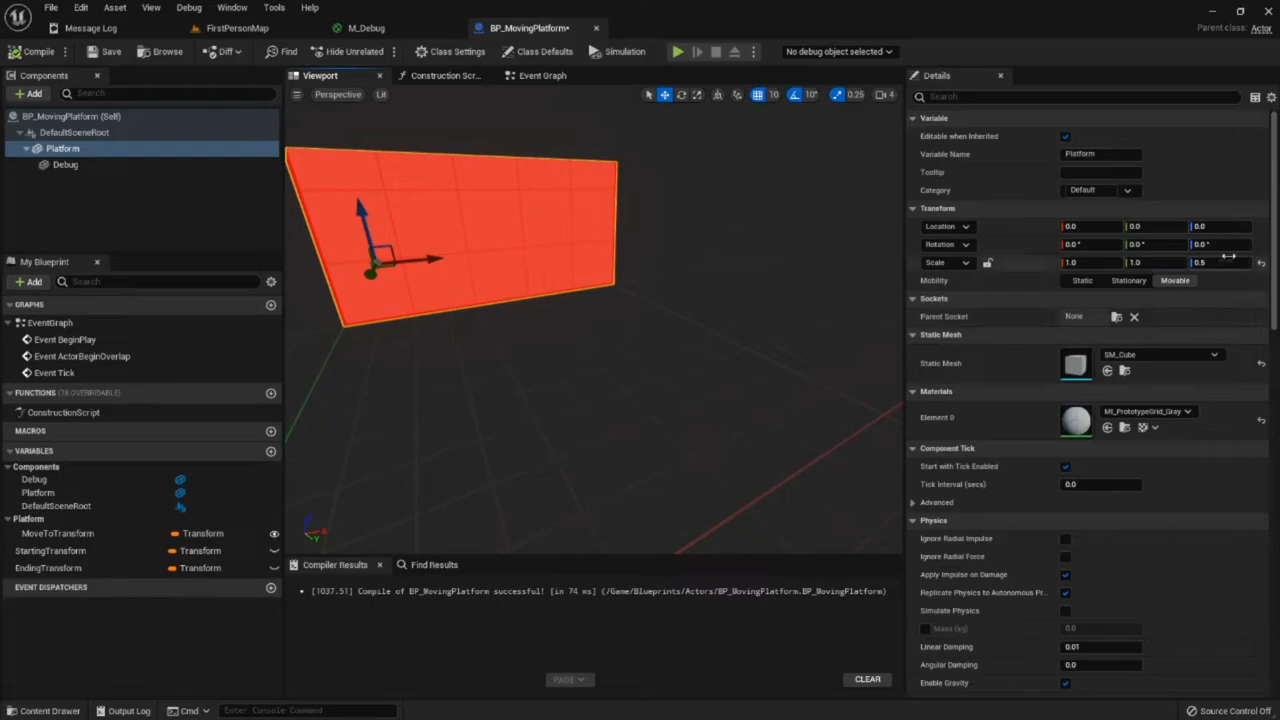 File Edit Asset View Debug Window Tools Help
Message Log FirstPersonMap M_Debug BP_MovingPlatform* Parent class: Actor
Compile Save Browse Diff Find Hide Unrelated Class Settings Class Defaults Simulation No debug object selected
Components
Add Search
BP_MovingPlatform (Self)
DefaultSceneRoot
Platform
Debug
My Blueprint
Add Search
GRAPHS
EventGraph
Event BeginPlay
Event ActorBeginOverlap
Event Tick
FUNCTIONS (18 OVERRIDABLE)
ConstructionScript
MACROS
VARIABLES
Components
Debug
Platform
DefaultSceneRoot
Platform
MoveToTransform Transform
StartingTransform Transform
EndingTransform Transform
EVENT DISPATCHERS
Viewport Construction Scr... Event Graph
Perspective Lit 10 10° 0.25 4
Z X Y
Compiler Results Find Results
[1037.51] Compile of BP_MovingPlatform successful! [in 74 ms] (/Game/Blueprints/Actors/BP_MovingPlatform.BP_MovingPlatform)
PAGE CLEAR
Details
Search
Variable
Editable when Inherited
Variable Name Platform
Tooltip
Category Default
Transform
Location 0.0 0.0 0.0
Rotation 0.0° 0.0° 0.0°
Scale 1.0 1.0 0.5
Mobility Static Stationary Movable
Sockets
Parent Socket None
Static Mesh
Static Mesh SM_Cube
Materials
Element 0 MI_PrototypeGrid_Gray
Component Tick
Start with Tick Enabled
Tick Interval (secs) 0.0
Advanced
Physics
Ignore Radial Impulse
Ignore Radial Force
Apply Impulse on Damage
Replicate Physics to Autonomous Pr...
Simulate Physics
Mass (kg) 0.0
Linear Damping 0.01
Angular Damping 0.0
Enable Gravity
Content Drawer Output Log Cmd Enter Console Command Source Control Off